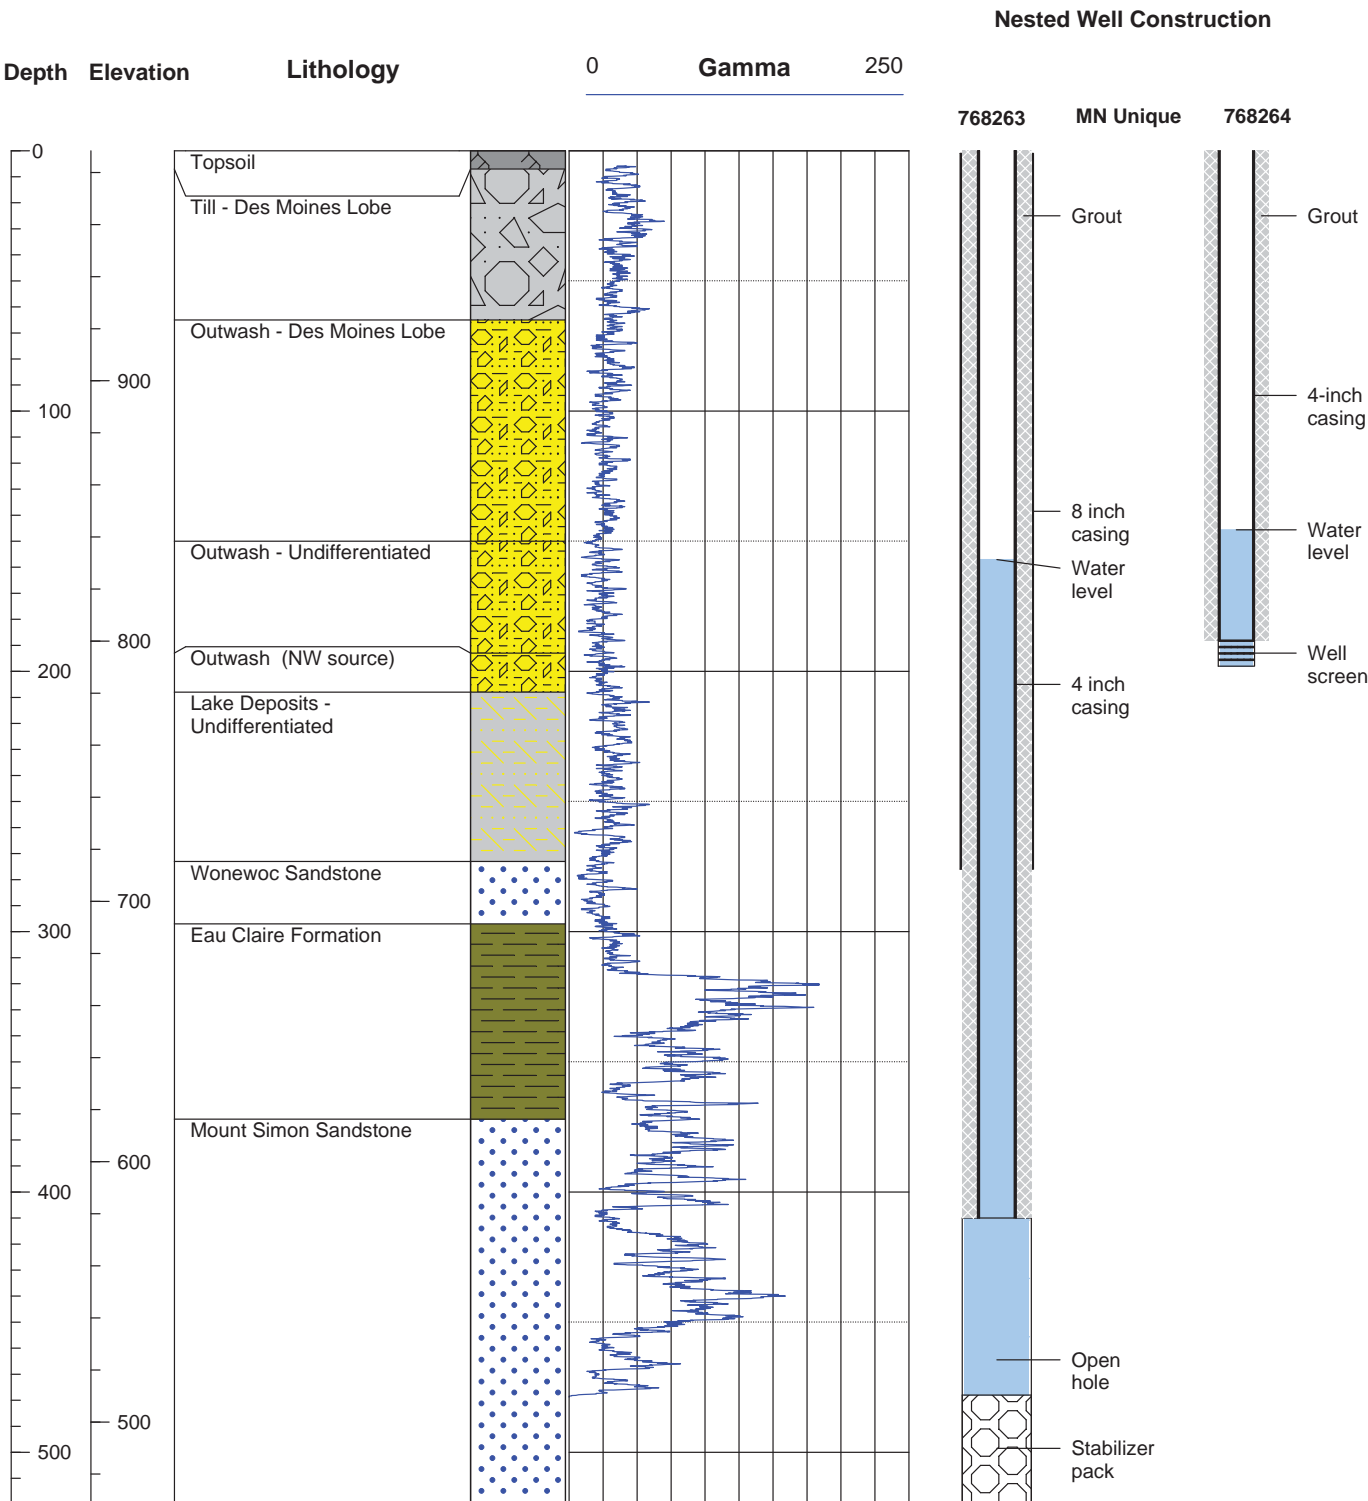 Nested Well Construction
Depth Elevation Lithology 0 Gamma 250
768263 MN Unique 768264
0
100
200
300
400
500
900
800
700
600
500
Topsoil
Till - Des Moines Lobe
Outwash - Des Moines Lobe
Outwash - Undifferentiated
Outwash (NW source)
Lake Deposits -
Undifferentiated
Wonewoc Sandstone
Eau Claire Formation
Mount Simon Sandstone
Grout
8 inch
casing
Water
level
4 inch
casing
Open
hole
Stabilizer
pack
Grout
4-inch
casing
Water
level
Well
screen